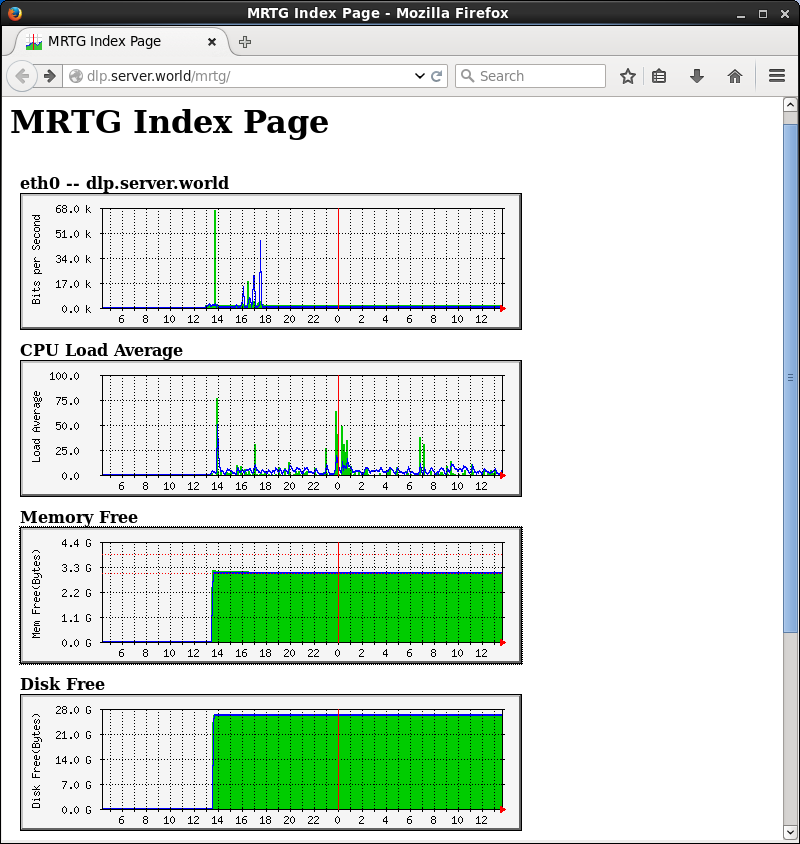 MRTG Index Page - Mozilla Firefox
MRTG Index Page
dlp.server.world/mrtg/
Search
MRTG Index Page
eth0 -- dlp.server.world
Bits per Second
68.0 k
51.0 k
34.0 k
17.0 k
0.0 k
6 8 10 12 14 16 18 20 22 0 2 4 6 8 10 12
CPU Load Average
Load Average
100.0
75.0
50.0
25.0
0.0
6 8 10 12 14 16 18 20 22 0 2 4 6 8 10 12
Memory Free
Mem Free(Bytes)
4.4 G
3.3 G
2.2 G
1.1 G
0.0 G
6 8 10 12 14 16 18 20 22 0 2 4 6 8 10 12
Disk Free
Disk Free(Bytes)
28.0 G
21.0 G
14.0 G
7.0 G
0.0 G
6 8 10 12 14 16 18 20 22 0 2 4 6 8 10 12